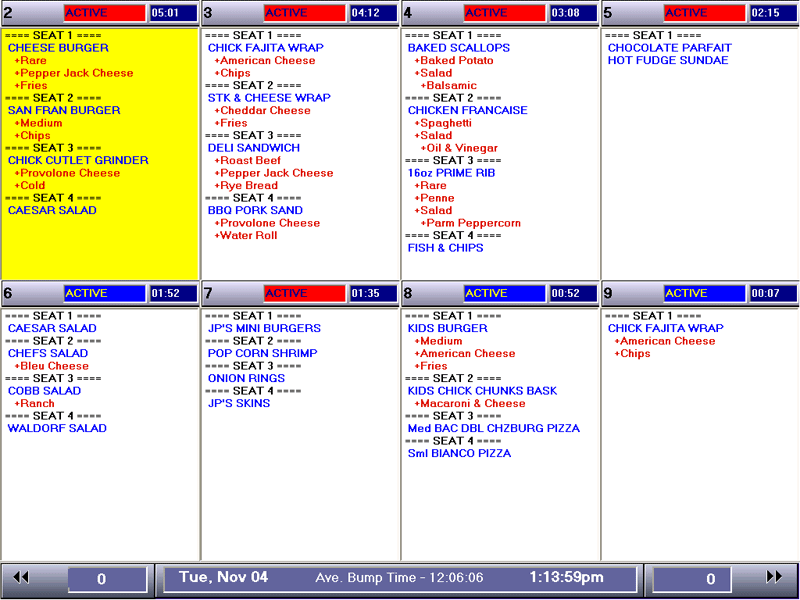 2 ACTIVE 05:01
==== SEAT 1 ====
CHEESE BURGER
+Rare
+Pepper Jack Cheese
+Fries
==== SEAT 2 ====
SAN FRAN BURGER
+Medium
+Chips
==== SEAT 3 ====
CHICK CUTLET GRINDER
+Provolone Cheese
+Cold
==== SEAT 4 ====
CAESAR SALAD
3 ACTIVE 04:12
==== SEAT 1 ====
CHICK FAJITA WRAP
+American Cheese
+Chips
==== SEAT 2 ====
STK & CHEESE WRAP
+Cheddar Cheese
+Fries
==== SEAT 3 ====
DELI SANDWICH
+Roast Beef
+Pepper Jack Cheese
+Rye Bread
==== SEAT 4 ====
BBQ PORK SAND
+Provolone Cheese
+Water Roll
4 ACTIVE 03:08
==== SEAT 1 ====
BAKED SCALLOPS
+Baked Potato
+Salad
+Balsamic
==== SEAT 2 ====
CHICKEN FRANCAISE
+Spaghetti
+Salad
+Oil & Vinegar
==== SEAT 3 ====
16oz PRIME RIB
+Rare
+Penne
+Salad
+Parm Peppercorn
==== SEAT 4 ====
FISH & CHIPS
5 ACTIVE 02:15
==== SEAT 1 ====
CHOCOLATE PARFAIT
HOT FUDGE SUNDAE
6 ACTIVE 01:52
==== SEAT 1 ====
CAESAR SALAD
==== SEAT 2 ====
CHEFS SALAD
+Bleu Cheese
==== SEAT 3 ====
COBB SALAD
+Ranch
==== SEAT 4 ====
WALDORF SALAD
7 ACTIVE 01:35
==== SEAT 1 ====
JP'S MINI BURGERS
==== SEAT 2 ====
POP CORN SHRIMP
==== SEAT 3 ====
ONION RINGS
==== SEAT 4 ====
JP'S SKINS
8 ACTIVE 00:52
==== SEAT 1 ====
KIDS BURGER
+Medium
+American Cheese
+Fries
==== SEAT 2 ====
KIDS CHICK CHUNKS BASK
+Macaroni & Cheese
==== SEAT 3 ====
Med BAC DBL CHZBURG PIZZA
==== SEAT 4 ====
Sml BIANCO PIZZA
9 ACTIVE 00:07
==== SEAT 1 ====
CHICK FAJITA WRAP
+American Cheese
+Chips
0 Tue, Nov 04 Ave. Bump Time - 12:06:06 1:13:59pm 0